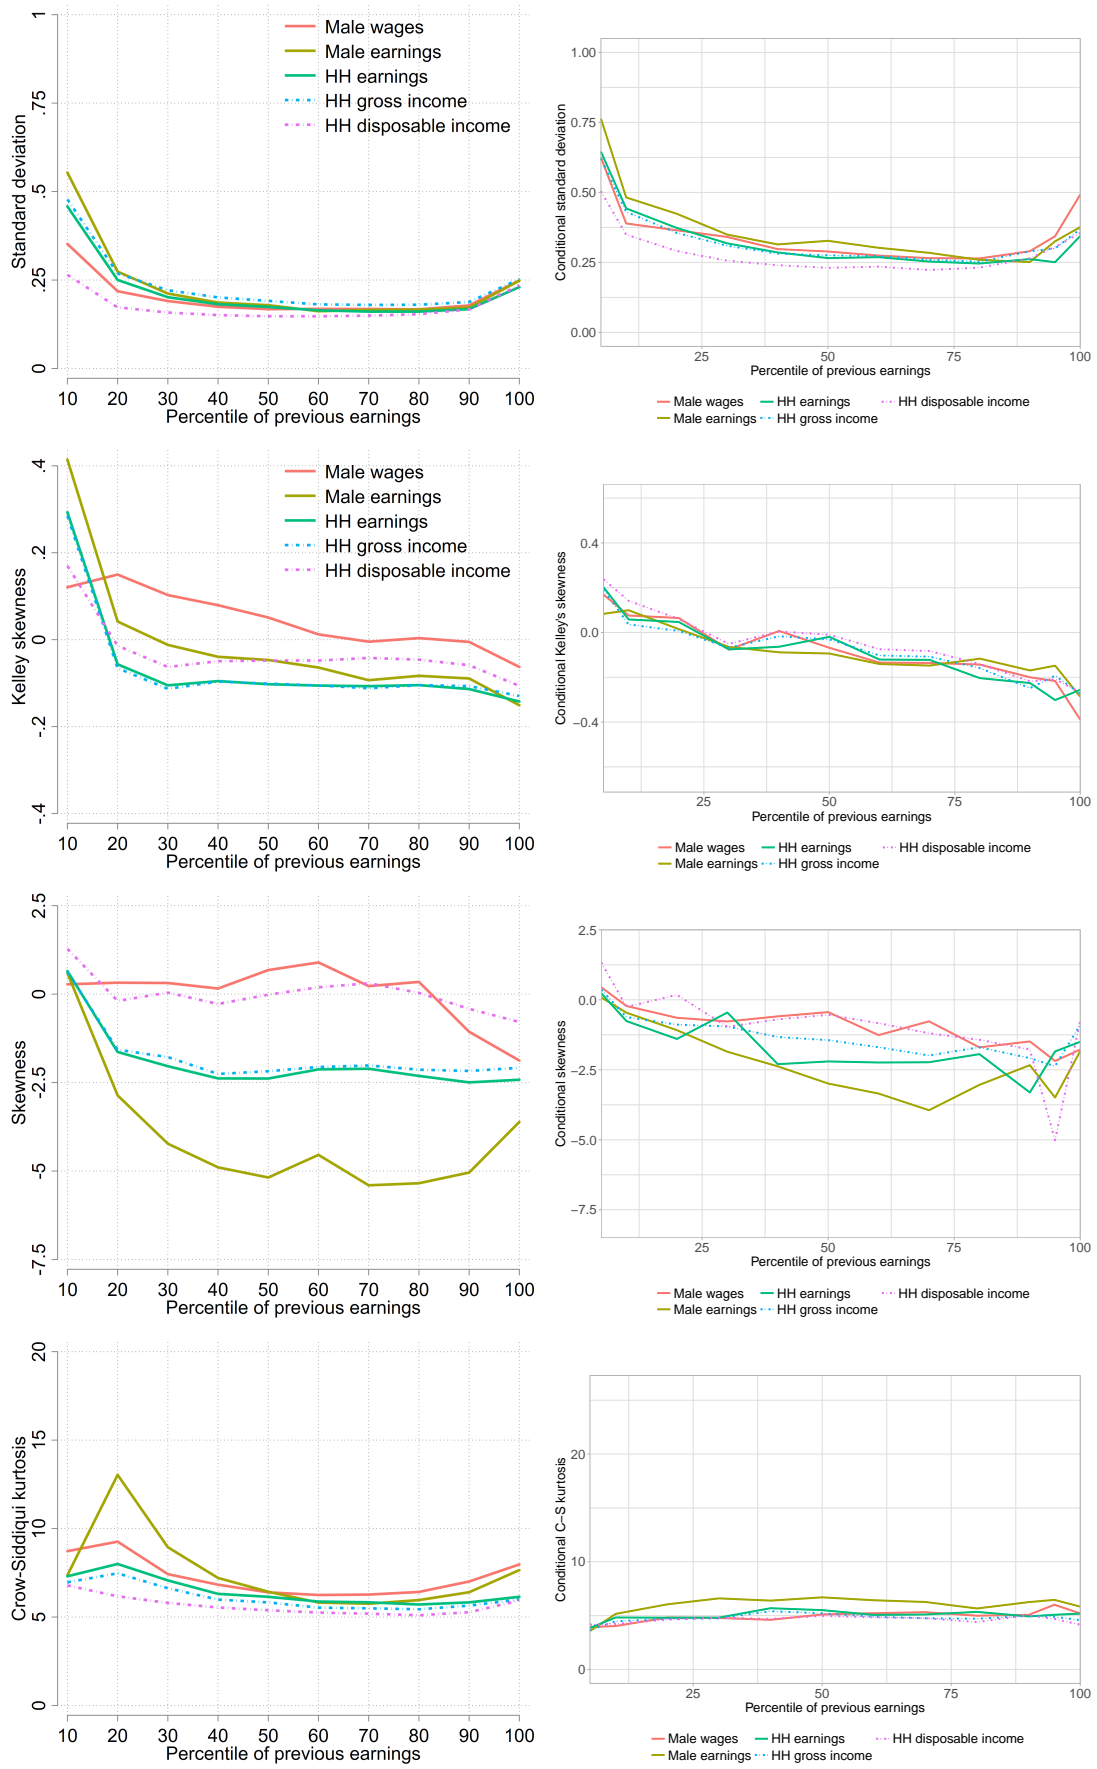 1
.75
.5
.25
0
Standard deviation
Male wages
Male earnings
HH earnings
HH gross income
HH disposable income
10 20 30 40 50 60 70 80 90 100
Percentile of previous earnings
1.00
0.75
0.50
0.25
0.00
Conditional standard deviation
25 50 75 100
Percentile of previous earnings
Male wages HH earnings HH disposable income
Male earnings HH gross income
.4
.2
0
-.2
-.4
Kelley skewness
Male wages
Male earnings
HH earnings
HH gross income
HH disposable income
10 20 30 40 50 60 70 80 90 100
Percentile of previous earnings
0.4
0.0
−0.4
Conditional Kelley's skewness
25 50 75 100
Percentile of previous earnings
Male wages HH earnings HH disposable income
Male earnings HH gross income
2.5
0
-2.5
-5
-7.5
Skewness
10 20 30 40 50 60 70 80 90 100
Percentile of previous earnings
2.5
0.0
−2.5
−5.0
−7.5
Conditional skewness
25 50 75 100
Percentile of previous earnings
Male wages HH earnings HH disposable income
Male earnings HH gross income
20
15
10
5
0
Crow-Siddiqui kurtosis
10 20 30 40 50 60 70 80 90 100
Percentile of previous earnings
20
10
0
Conditional C−S kurtosis
25 50 75 100
Percentile of previous earnings
Male wages HH earnings HH disposable income
Male earnings HH gross income